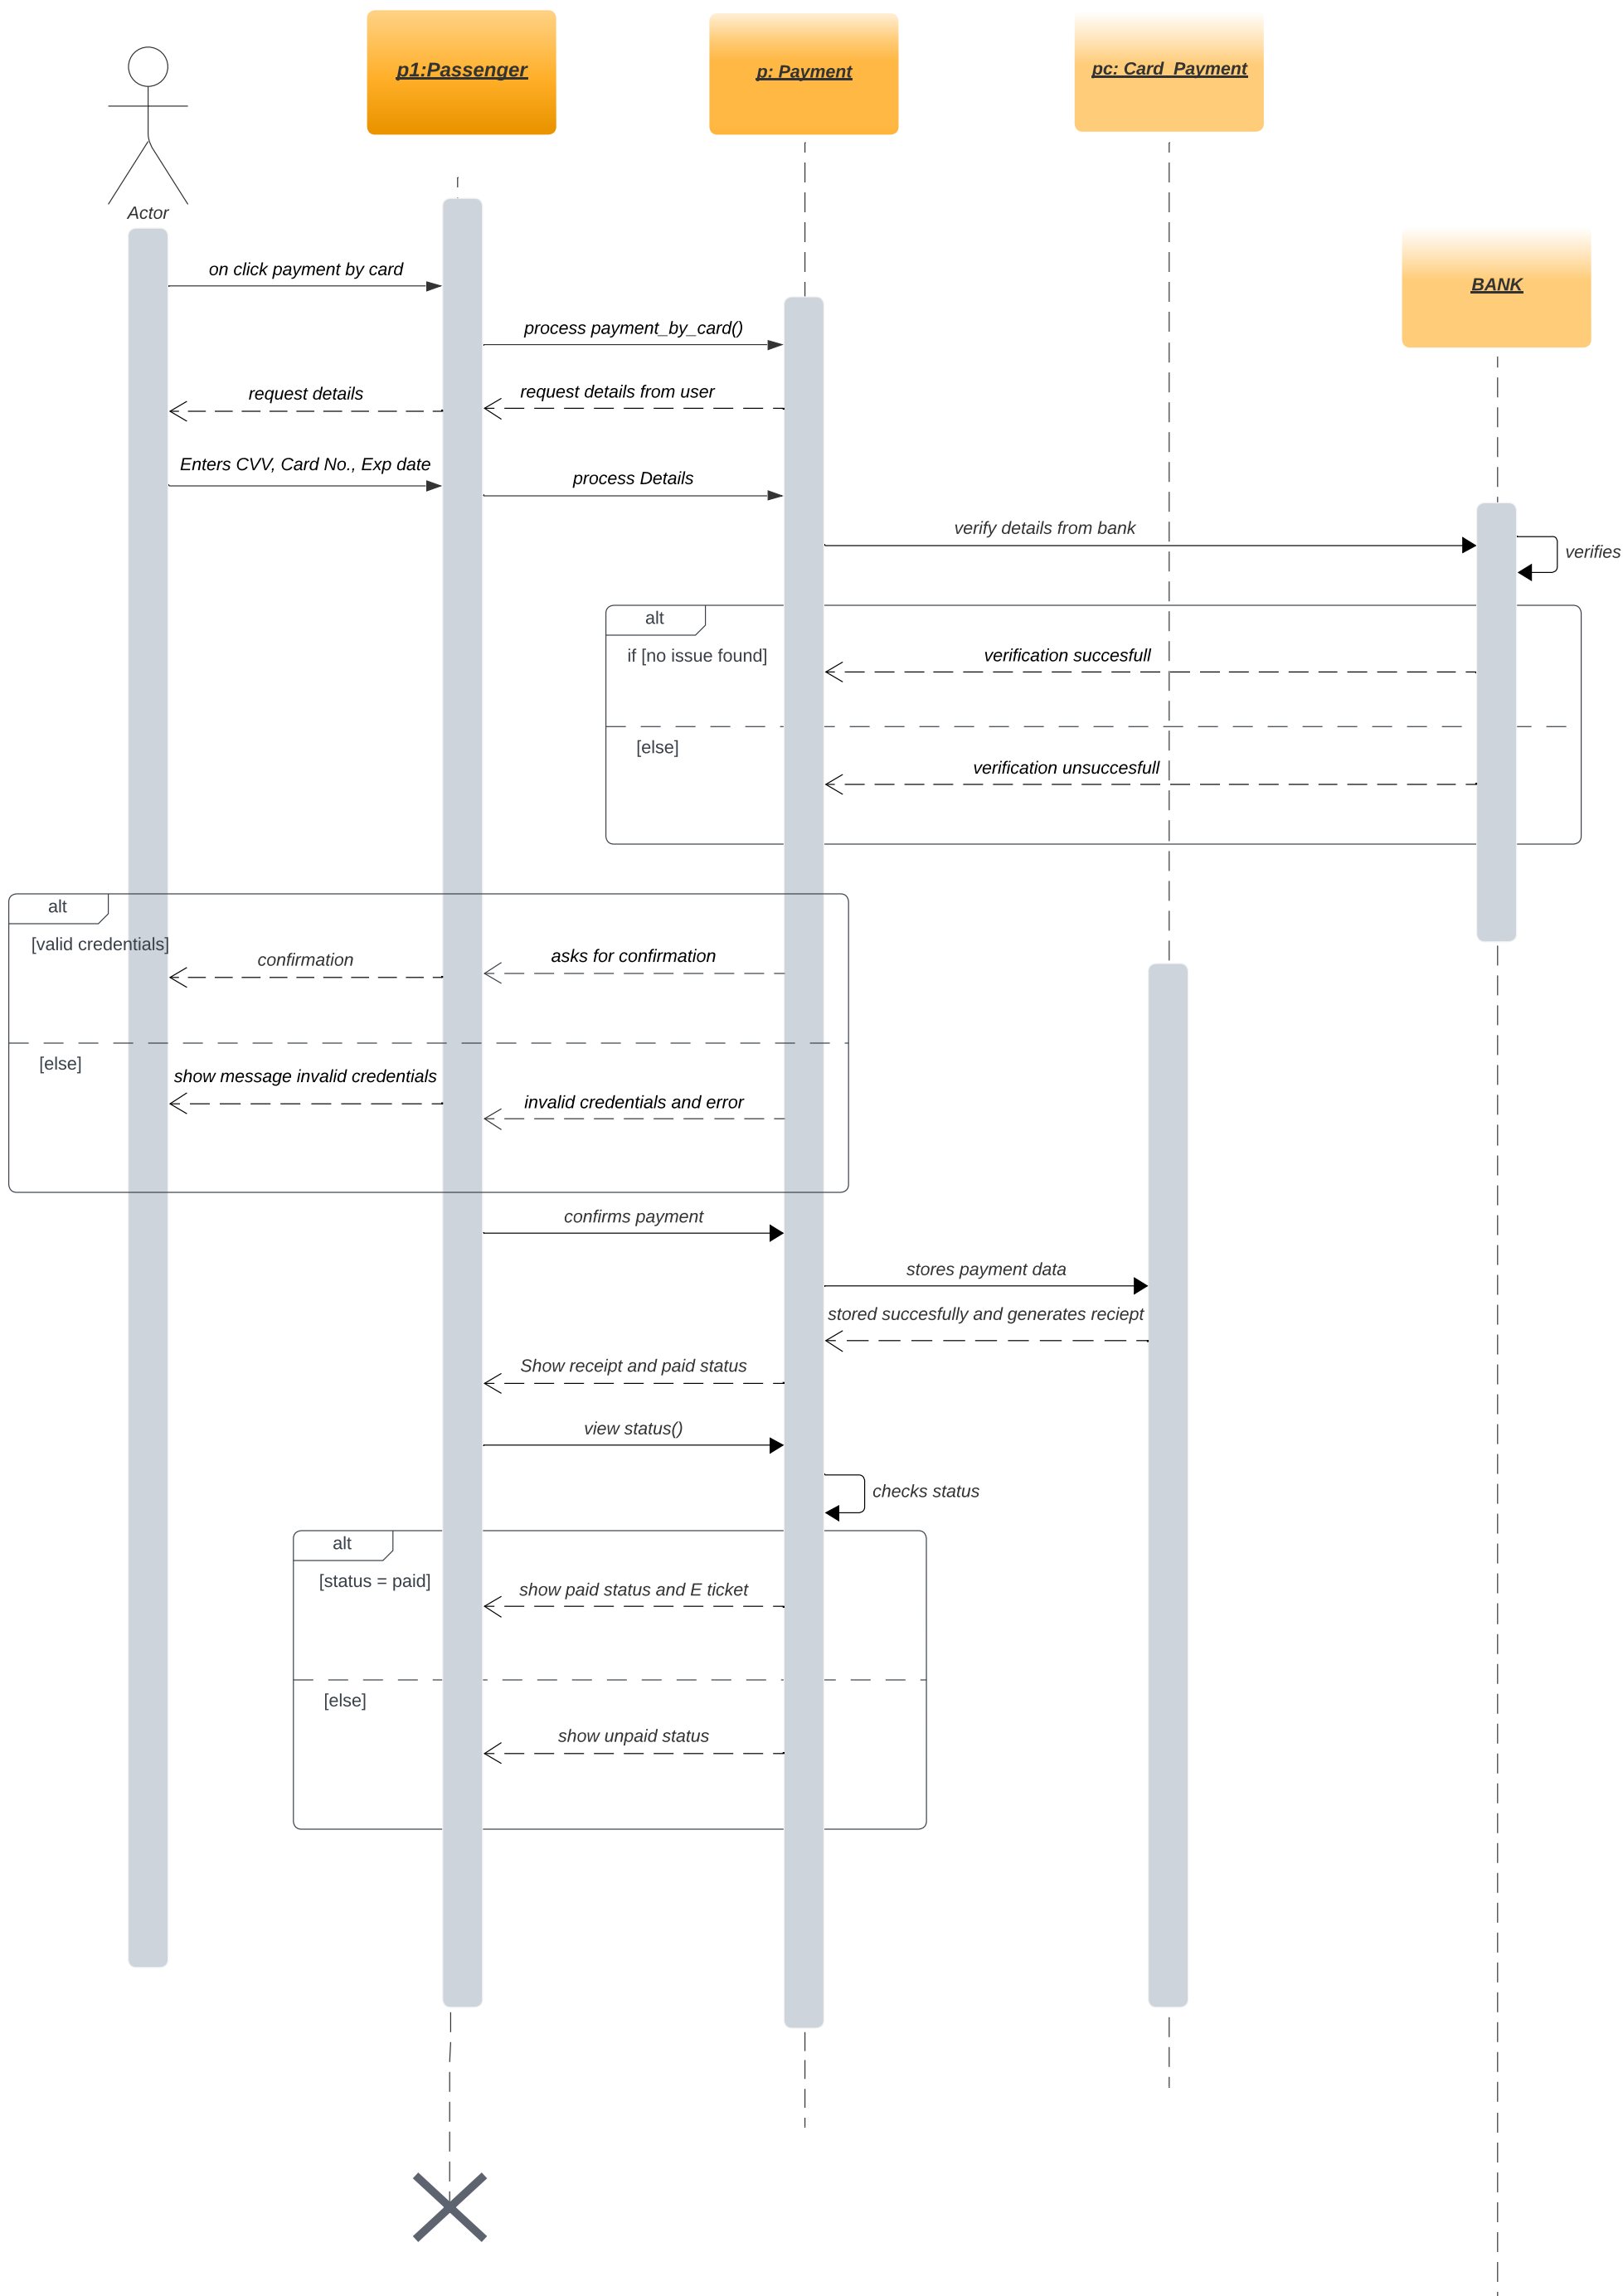 p1:Passenger
p: Payment
pc: Card_Payment
Actor
BANK
on click payment by card
process payment_by_card()
request details
request details from user
Enters CVV, Card No., Exp date
process Details
verify details from bank
verifies
alt
if [no issue found]
verification succesfull
[else]
verification unsuccesfull
alt
[valid credentials]
confirmation
asks for confirmation
[else]
show message invalid credentials
invalid credentials and error
confirms payment
stores payment data
stored succesfully and generates reciept
Show receipt and paid status
view status()
checks status
alt
[status = paid]
show paid status and E ticket
[else]
show unpaid status